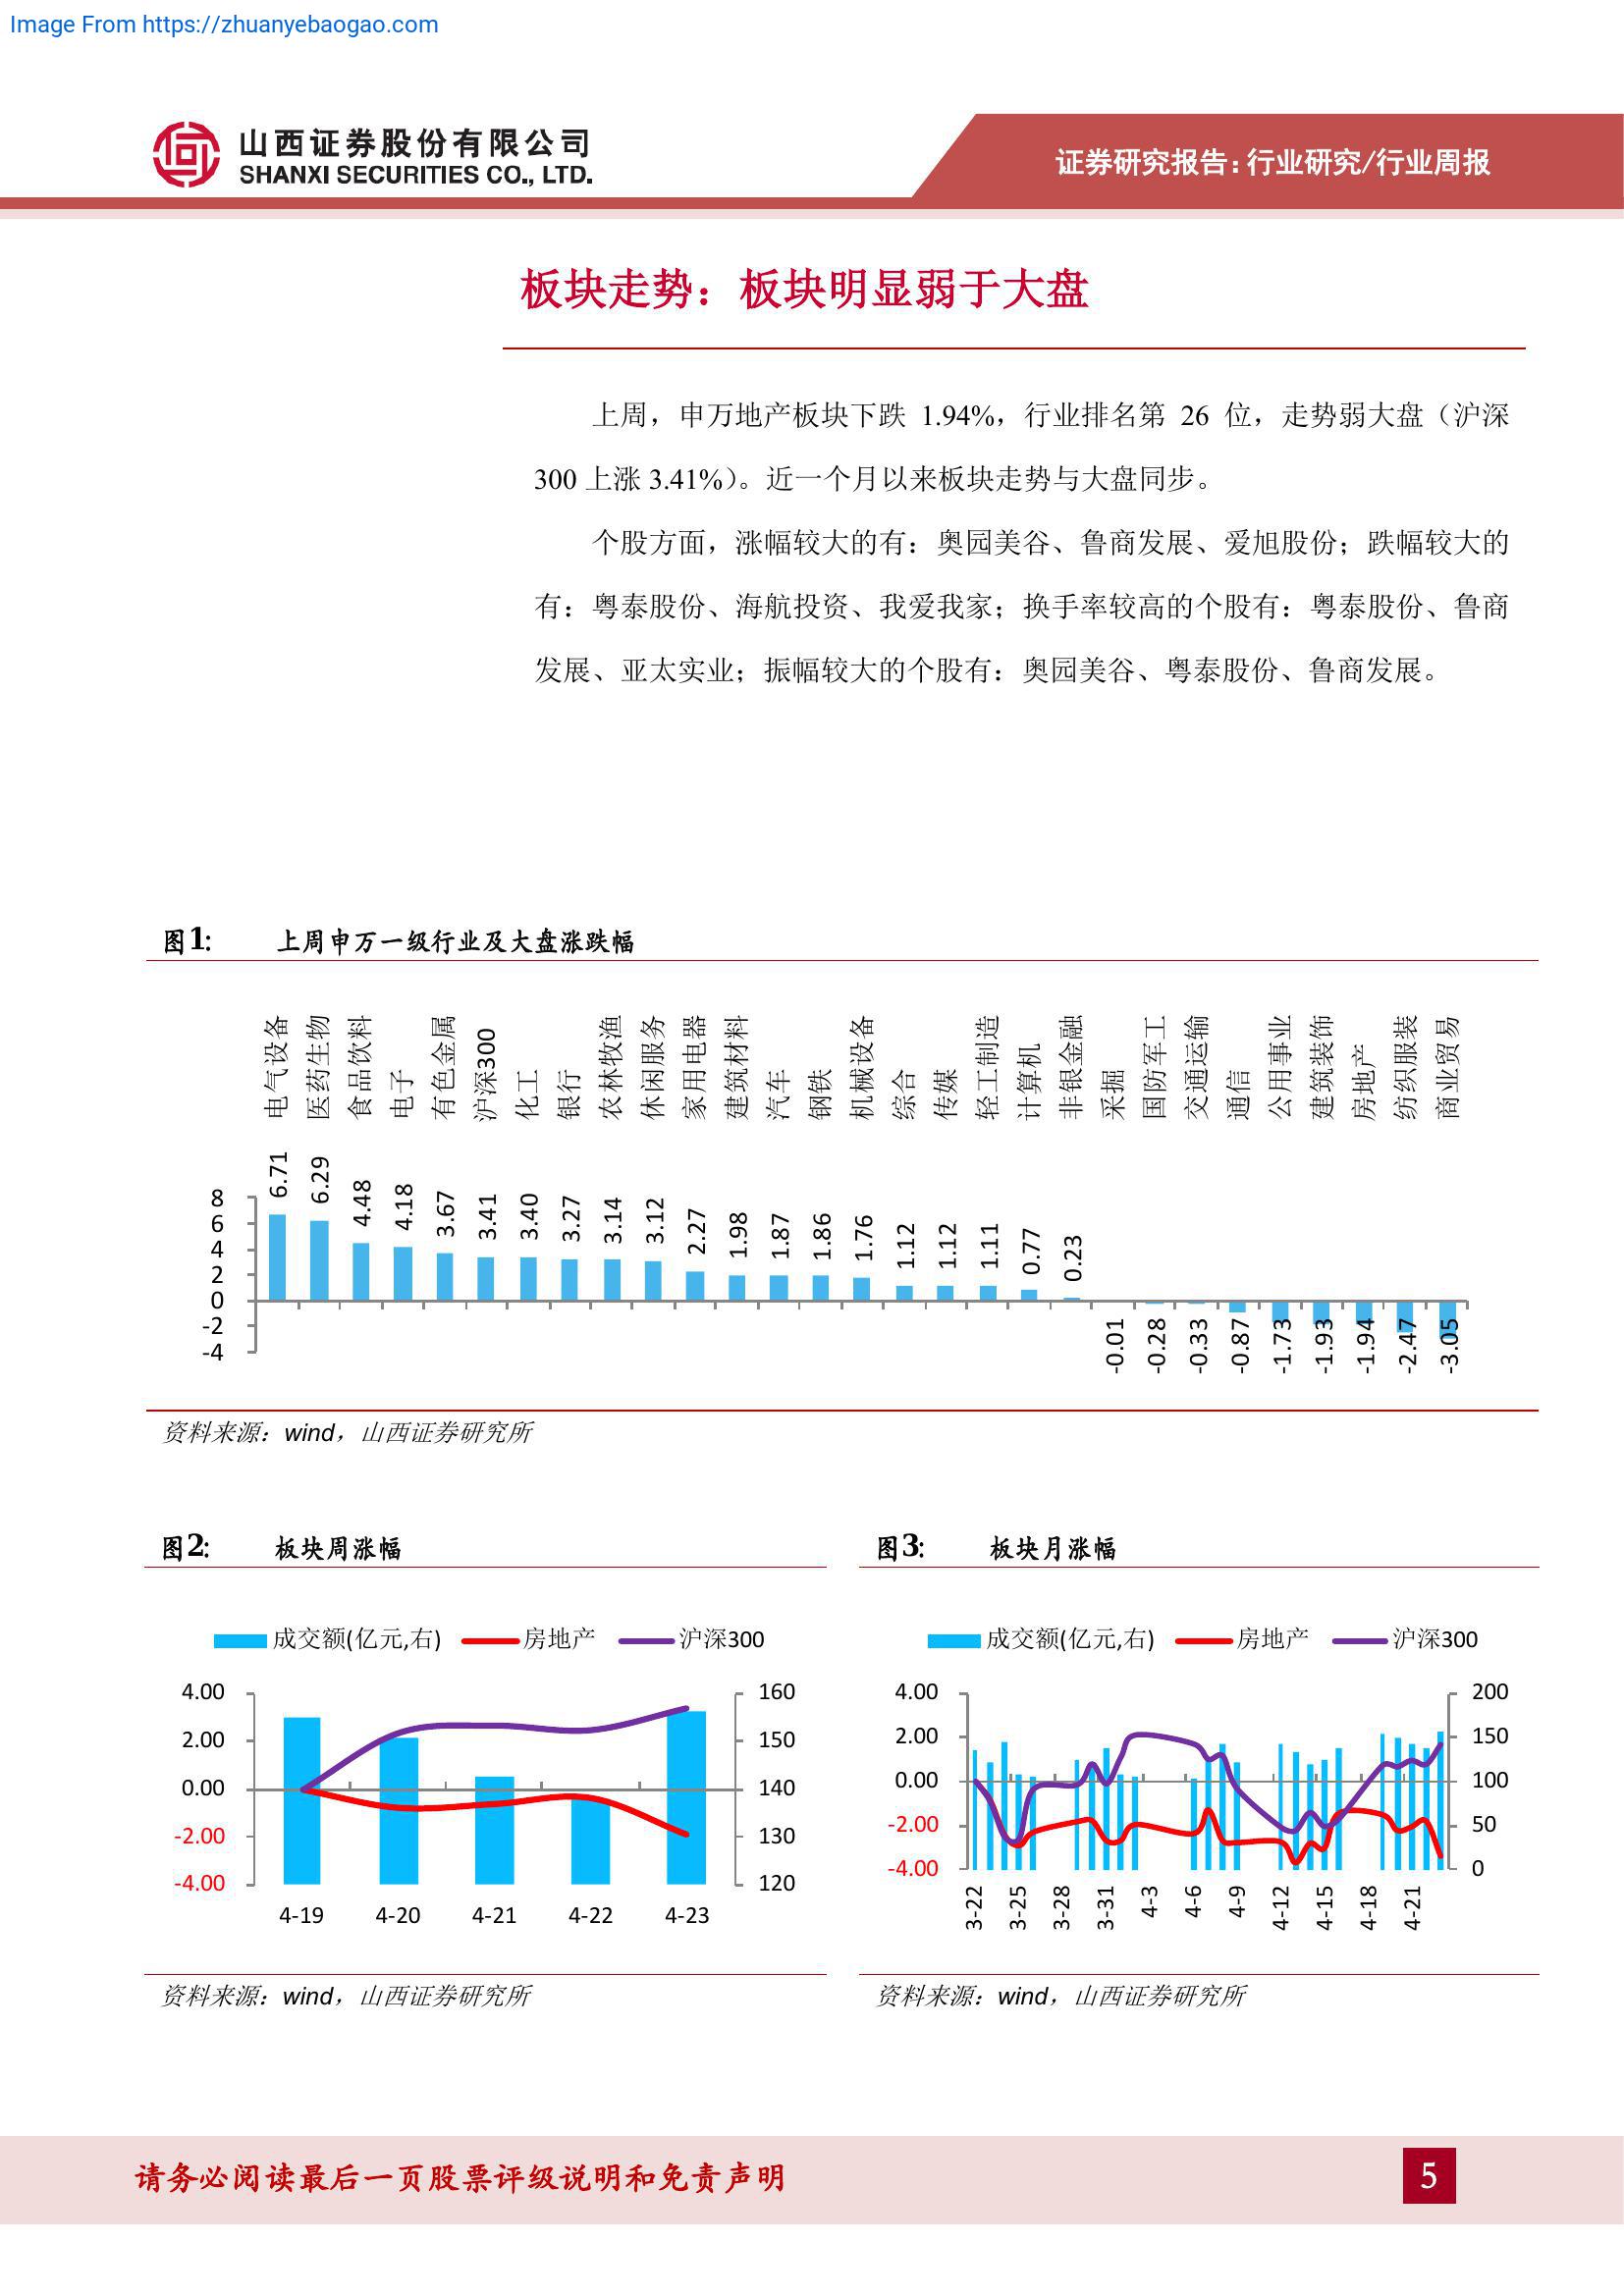 Image From https://zhuanyebaogao.com
山西证券股份有限公司
SHANXI SECURITIES CO., LTD.
证券研究报告:行业研究/行业周报
板块走势：板块明显弱于大盘
上周，申万地产板块下跌 1.94%，行业排名第 26 位，走势弱大盘（沪深
300 上涨 3.41%）。近一个月以来板块走势与大盘同步。
个股方面，涨幅较大的有：奥园美谷、鲁商发展、爱旭股份；跌幅较大的
有：粤泰股份、海航投资、我爱我家；换手率较高的个股有：粤泰股份、鲁商
发展、亚太实业；振幅较大的个股有：奥园美谷、粤泰股份、鲁商发展。
图1: 上周申万一级行业及大盘涨跌幅
电气设备 医药生物 食品饮料 电子 有色金属 沪深300 化工 银行 农林牧渔 休闲服务 家用电器 建筑材料 汽车 钢铁 机械设备 综合 传媒 轻工制造 计算机 非银金融 采掘 国防军工 交通运输 通信 公用事业 建筑装饰 房地产 纺织服装 商业贸易
6.71 6.29 4.48 4.18 3.67 3.41 3.40 3.27 3.14 3.12 2.27 1.98 1.87 1.86 1.76 1.12 1.12 1.11 0.77 0.23 -0.01 -0.28 -0.33 -0.87 -1.73 -1.93 -1.94 -2.47 -3.05
8
6
4
2
0
-2
-4
资料来源：wind，山西证券研究所
图2: 板块周涨幅
成交额(亿元,右) 房地产 沪深300
4.00 160
2.00 150
0.00 140
-2.00 130
-4.00 120
4-19 4-20 4-21 4-22 4-23
资料来源：wind，山西证券研究所
图3: 板块月涨幅
成交额(亿元,右) 房地产 沪深300
4.00 200
2.00 150
0.00 100
-2.00 50
-4.00 0
3-22 3-25 3-28 3-31 4-3 4-6 4-9 4-12 4-15 4-18 4-21
资料来源：wind，山西证券研究所
请务必阅读最后一页股票评级说明和免责声明
5